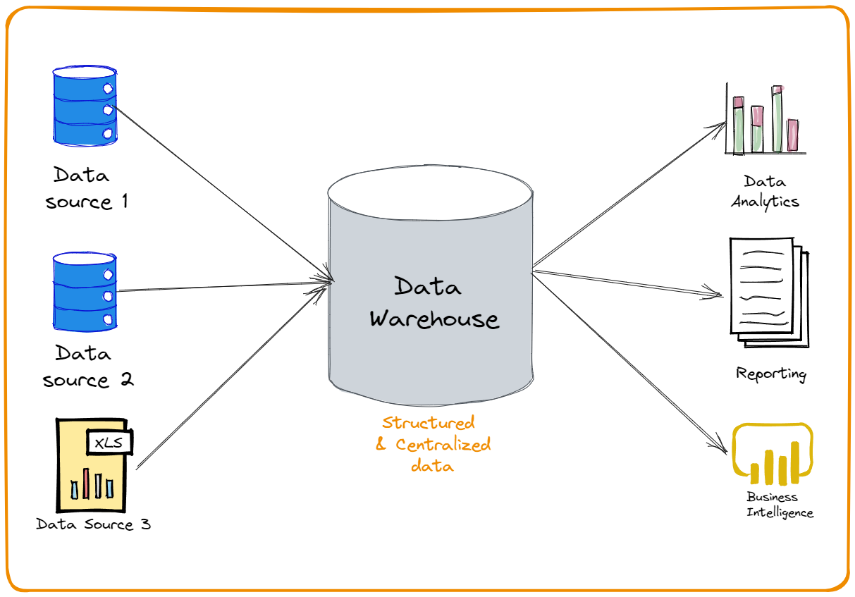 Data
source 1
Data
source 2
XLS
Data Source 3
Data
Warehouse
Structured
& Centralized
data
Data
Analytics
Reporting
Business
Intelligence